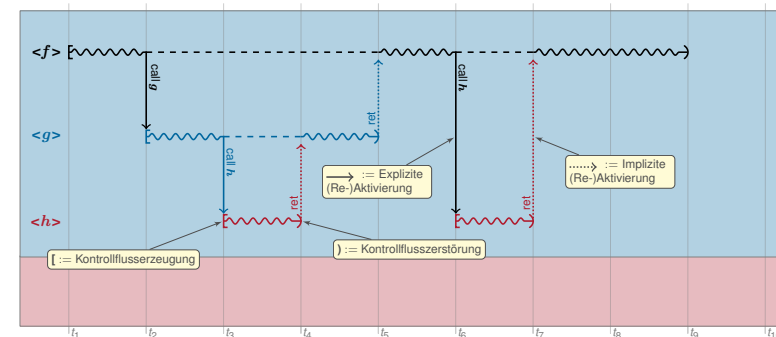 <f>
call g
ret
call h
<g>
call h
ret
ret
⟶ := Explizite
(Re-)Aktivierung
⋯> := Implizite
(Re-)Aktivierung
<h>
[ := Kontrollflusserzeugung
) := Kontrollflusszerstörung
t1 t2 t3 t4 t5 t6 t7 t8 t9